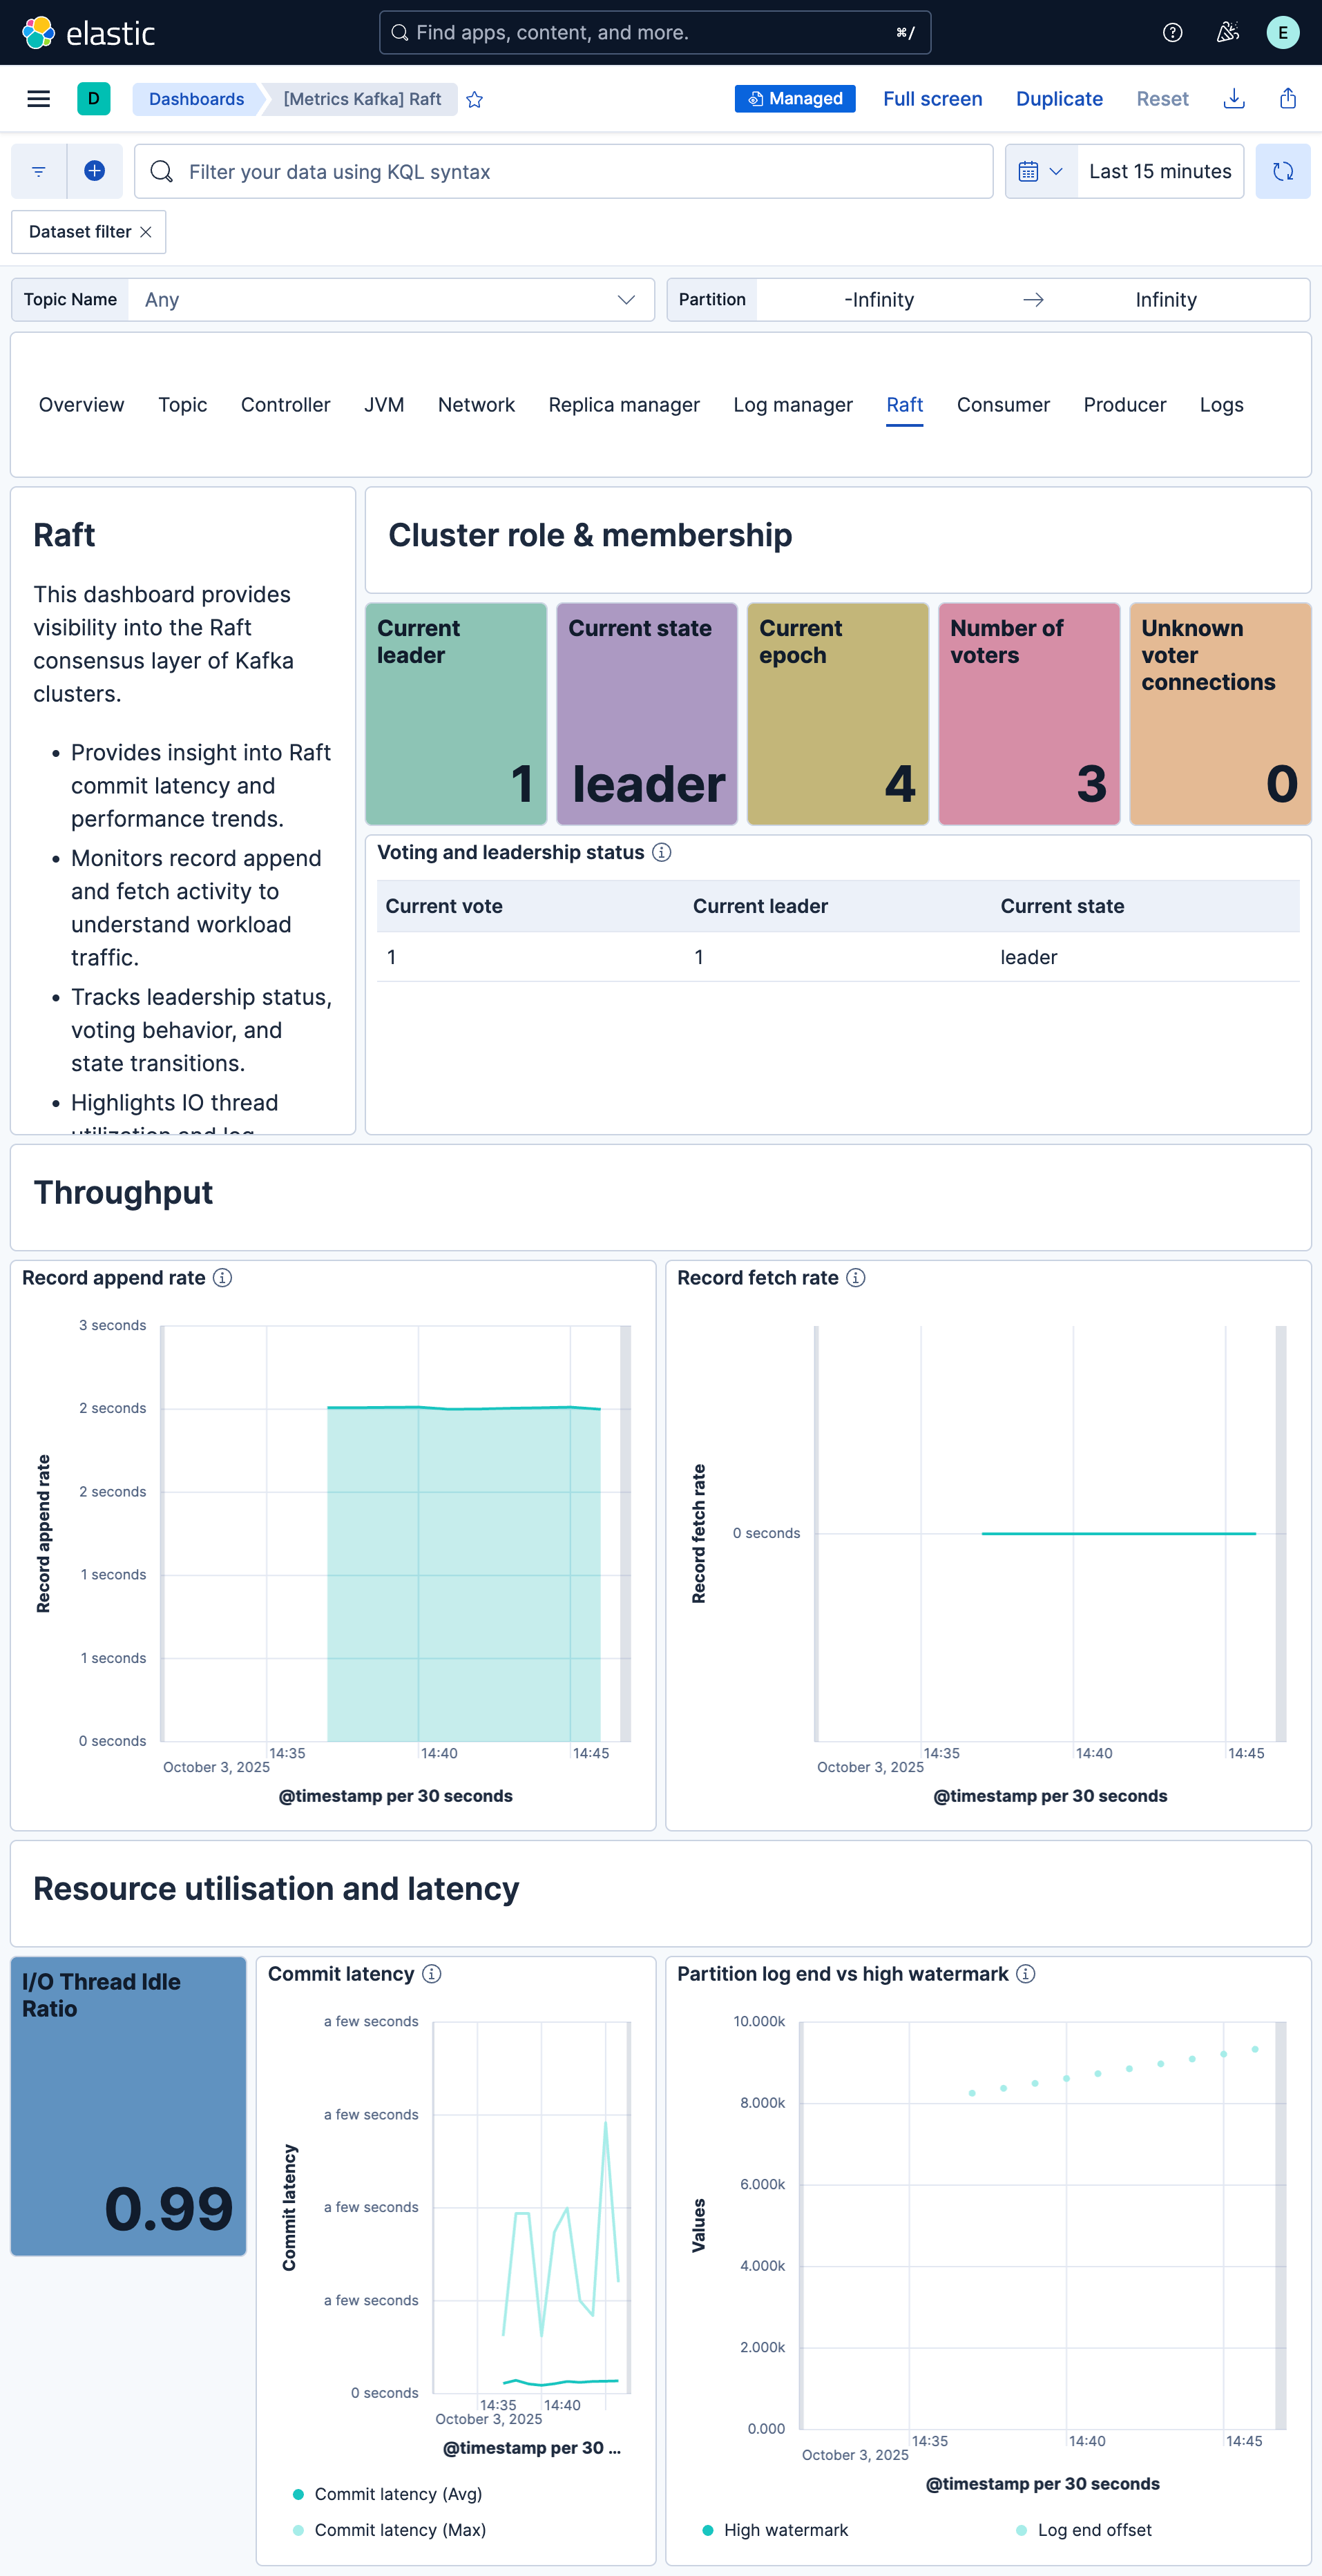 elastic
Find apps, content, and more.
⌘/
E
D
Dashboards
[Metrics Kafka] Raft
Managed
Full screen
Duplicate
Reset
Filter your data using KQL syntax
Last 15 minutes
Dataset filter
Topic Name
Any
Partition
-Infinity
Infinity
Overview
Topic
Controller
JVM
Network
Replica manager
Log manager
Raft
Consumer
Producer
Logs
Raft
This dashboard provides
visibility into the Raft
consensus layer of Kafka
clusters.
• Provides insight into Raft
commit latency and
performance trends.
• Monitors record append
and fetch activity to
understand workload
traffic.
• Tracks leadership status,
voting behavior, and
state transitions.
• Highlights IO thread
utilization and log
Cluster role & membership
Current
leader
1
Current state
leader
Current
epoch
4
Number of
voters
3
Unknown
voter
connections
0
Voting and leadership status
Current vote
Current leader
Current state
1
1
leader
Throughput
Record append rate
Record append rate
3 seconds
2 seconds
2 seconds
1 seconds
1 seconds
0 seconds
14:35
14:40
14:45
October 3, 2025
@timestamp per 30 seconds
Record fetch rate
Record fetch rate
0 seconds
14:35
14:40
14:45
October 3, 2025
@timestamp per 30 seconds
Resource utilisation and latency
I/O Thread Idle
Ratio
0.99
Commit latency
Commit latency
a few seconds
a few seconds
a few seconds
a few seconds
0 seconds
14:35
14:40
October 3, 2025
@timestamp per 30 ...
Commit latency (Avg)
Commit latency (Max)
Partition log end vs high watermark
Values
10.000k
8.000k
6.000k
4.000k
2.000k
0.000
14:35
14:40
14:45
October 3, 2025
@timestamp per 30 seconds
High watermark
Log end offset